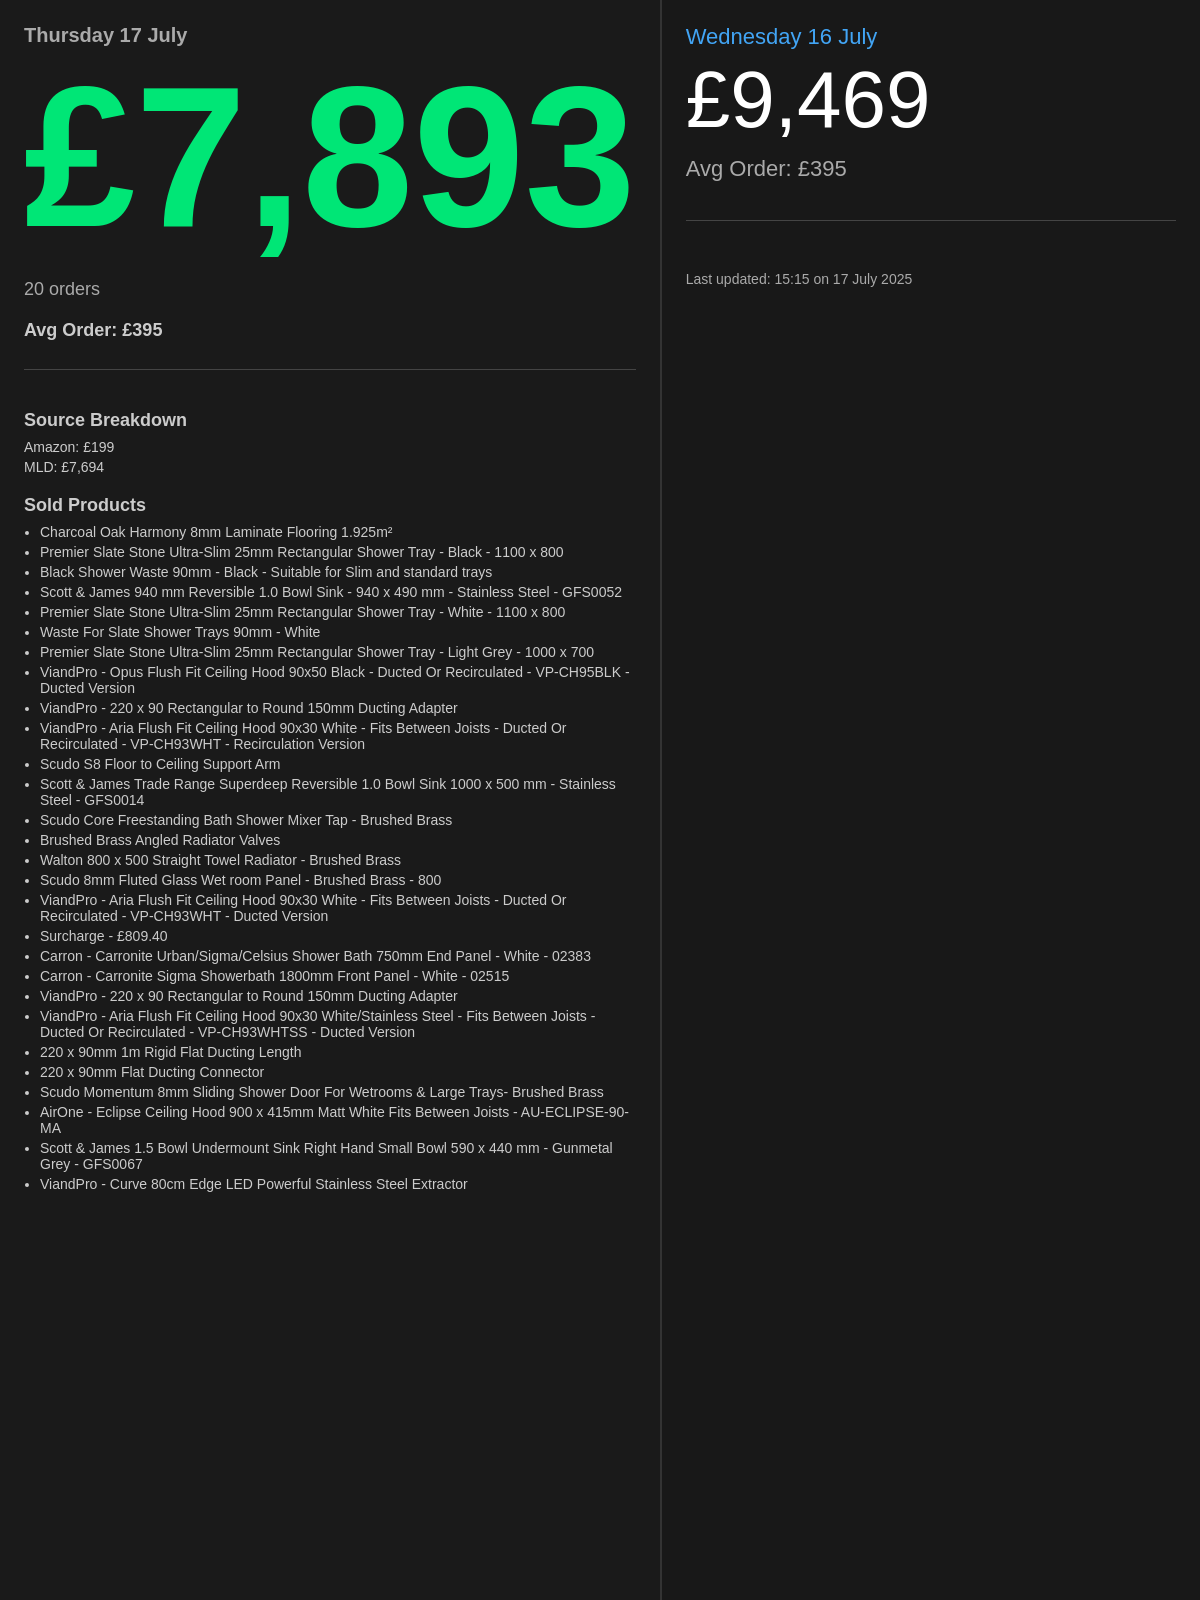 Thursday 17 July
£7,893
20 orders
Avg Order: £395
Source Breakdown
Amazon: £199
MLD: £7,694
Sold Products
• Charcoal Oak Harmony 8mm Laminate Flooring 1.925m²
• Premier Slate Stone Ultra-Slim 25mm Rectangular Shower Tray - Black - 1100 x 800
• Black Shower Waste 90mm - Black - Suitable for Slim and standard trays
• Scott & James 940 mm Reversible 1.0 Bowl Sink - 940 x 490 mm - Stainless Steel - GFS0052
• Premier Slate Stone Ultra-Slim 25mm Rectangular Shower Tray - White - 1100 x 800
• Waste For Slate Shower Trays 90mm - White
• Premier Slate Stone Ultra-Slim 25mm Rectangular Shower Tray - Light Grey - 1000 x 700
• ViandPro - Opus Flush Fit Ceiling Hood 90x50 Black - Ducted Or Recirculated - VP-CH95BLK -
Ducted Version
• ViandPro - 220 x 90 Rectangular to Round 150mm Ducting Adapter
• ViandPro - Aria Flush Fit Ceiling Hood 90x30 White - Fits Between Joists - Ducted Or
Recirculated - VP-CH93WHT - Recirculation Version
• Scudo S8 Floor to Ceiling Support Arm
• Scott & James Trade Range Superdeep Reversible 1.0 Bowl Sink 1000 x 500 mm - Stainless
Steel - GFS0014
• Scudo Core Freestanding Bath Shower Mixer Tap - Brushed Brass
• Brushed Brass Angled Radiator Valves
• Walton 800 x 500 Straight Towel Radiator - Brushed Brass
• Scudo 8mm Fluted Glass Wet room Panel - Brushed Brass - 800
• ViandPro - Aria Flush Fit Ceiling Hood 90x30 White - Fits Between Joists - Ducted Or
Recirculated - VP-CH93WHT - Ducted Version
• Surcharge - £809.40
• Carron - Carronite Urban/Sigma/Celsius Shower Bath 750mm End Panel - White - 02383
• Carron - Carronite Sigma Showerbath 1800mm Front Panel - White - 02515
• ViandPro - 220 x 90 Rectangular to Round 150mm Ducting Adapter
• ViandPro - Aria Flush Fit Ceiling Hood 90x30 White/Stainless Steel - Fits Between Joists -
Ducted Or Recirculated - VP-CH93WHTSS - Ducted Version
• 220 x 90mm 1m Rigid Flat Ducting Length
• 220 x 90mm Flat Ducting Connector
• Scudo Momentum 8mm Sliding Shower Door For Wetrooms & Large Trays- Brushed Brass
• AirOne - Eclipse Ceiling Hood 900 x 415mm Matt White Fits Between Joists - AU-ECLIPSE-90-
MA
• Scott & James 1.5 Bowl Undermount Sink Right Hand Small Bowl 590 x 440 mm - Gunmetal
Grey - GFS0067
• ViandPro - Curve 80cm Edge LED Powerful Stainless Steel Extractor
Wednesday 16 July
£9,469
Avg Order: £395
Last updated: 15:15 on 17 July 2025